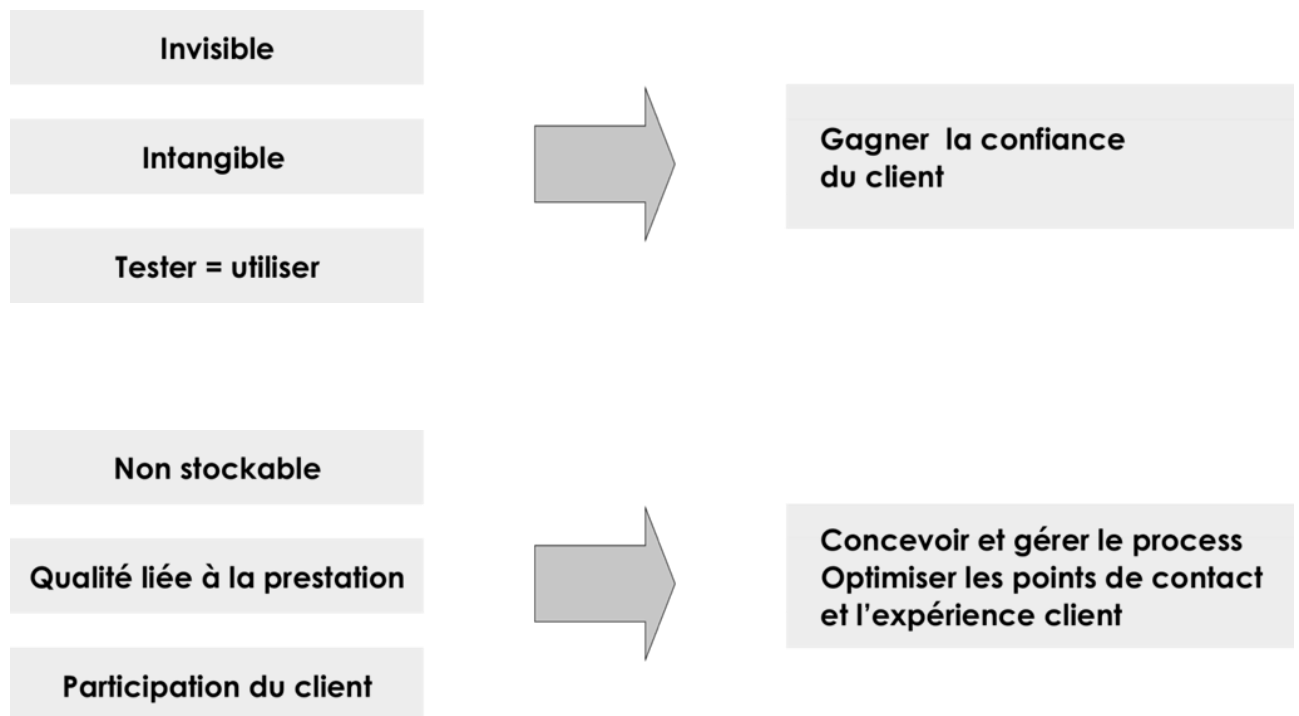 Invisible
Intangible
Tester = utiliser
Gagner la confiance
du client
Non stockable
Qualité liée à la prestation
Participation du client
Concevoir et gérer le process
Optimiser les points de contact
et l'expérience client